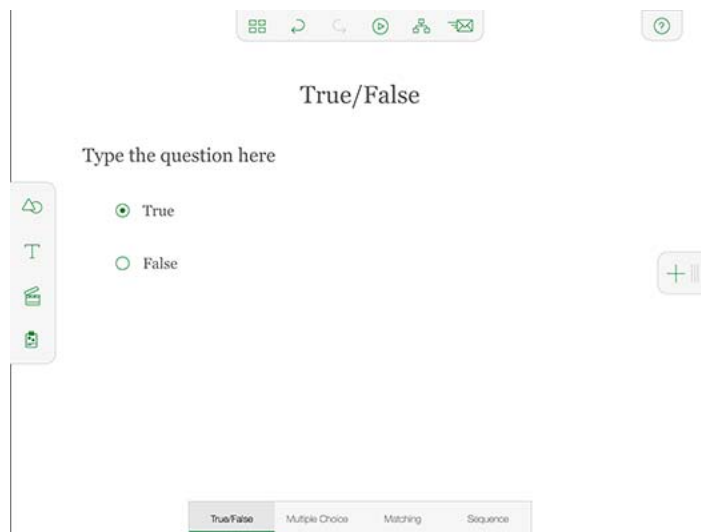 True/False
Type the question here
True
False
True/False Multiple Choice Matching Sequence